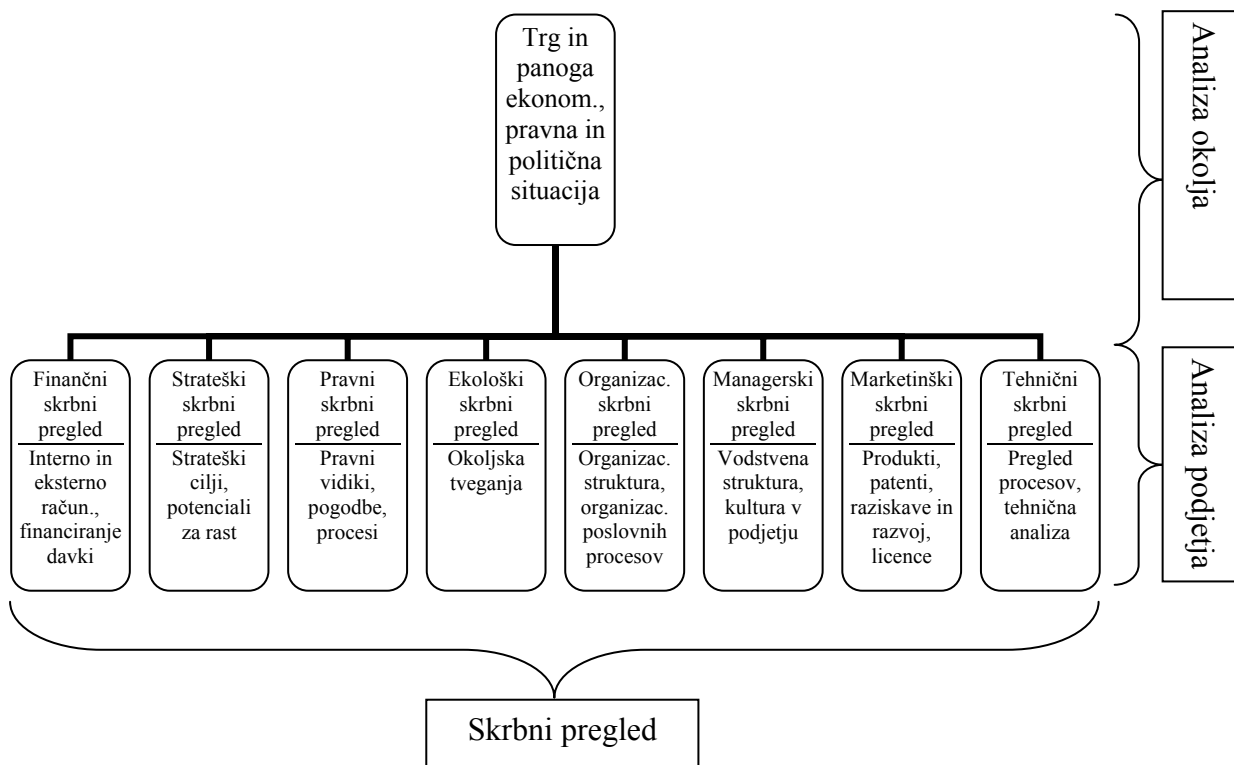 Trg in
panoga
ekonom.,
pravna in
politična
situacija
Analiza okolja
Finančni
skrbni
pregled
Interno in
eksterno
račun.,
financiranje
davki
Strateški
skrbni
pregled
Strateški
cilji,
potenciali
za rast
Pravni
skrbni
pregled
Pravni
vidiki,
pogodbe,
procesi
Ekološki
skrbni
pregled
Okoljska
tveganja
Organizac.
skrbni
pregled
Organizac.
struktura,
organizac.
poslovnih
procesov
Managerski
skrbni
pregled
Vodstvena
struktura,
kultura v
podjetju
Marketinški
skrbni
pregled
Produkti,
patenti,
raziskave in
razvoj,
licence
Tehnični
skrbni
pregled
Pregled
procesov,
tehnična
analiza
Analiza podjetja
Skrbni pregled